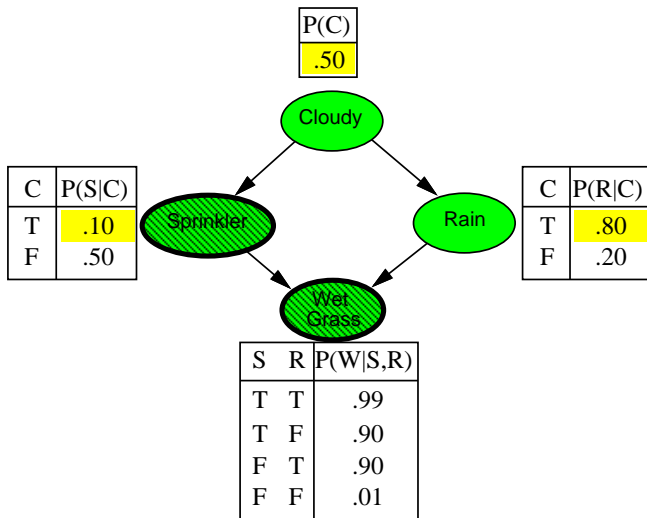 P(C)
.50
Cloudy
C P(S|C)
T .10
F .50
Sprinkler
Rain
C P(R|C)
T .80
F .20
Wet
Grass
S R P(W|S,R)
T T .99
T F .90
F T .90
F F .01